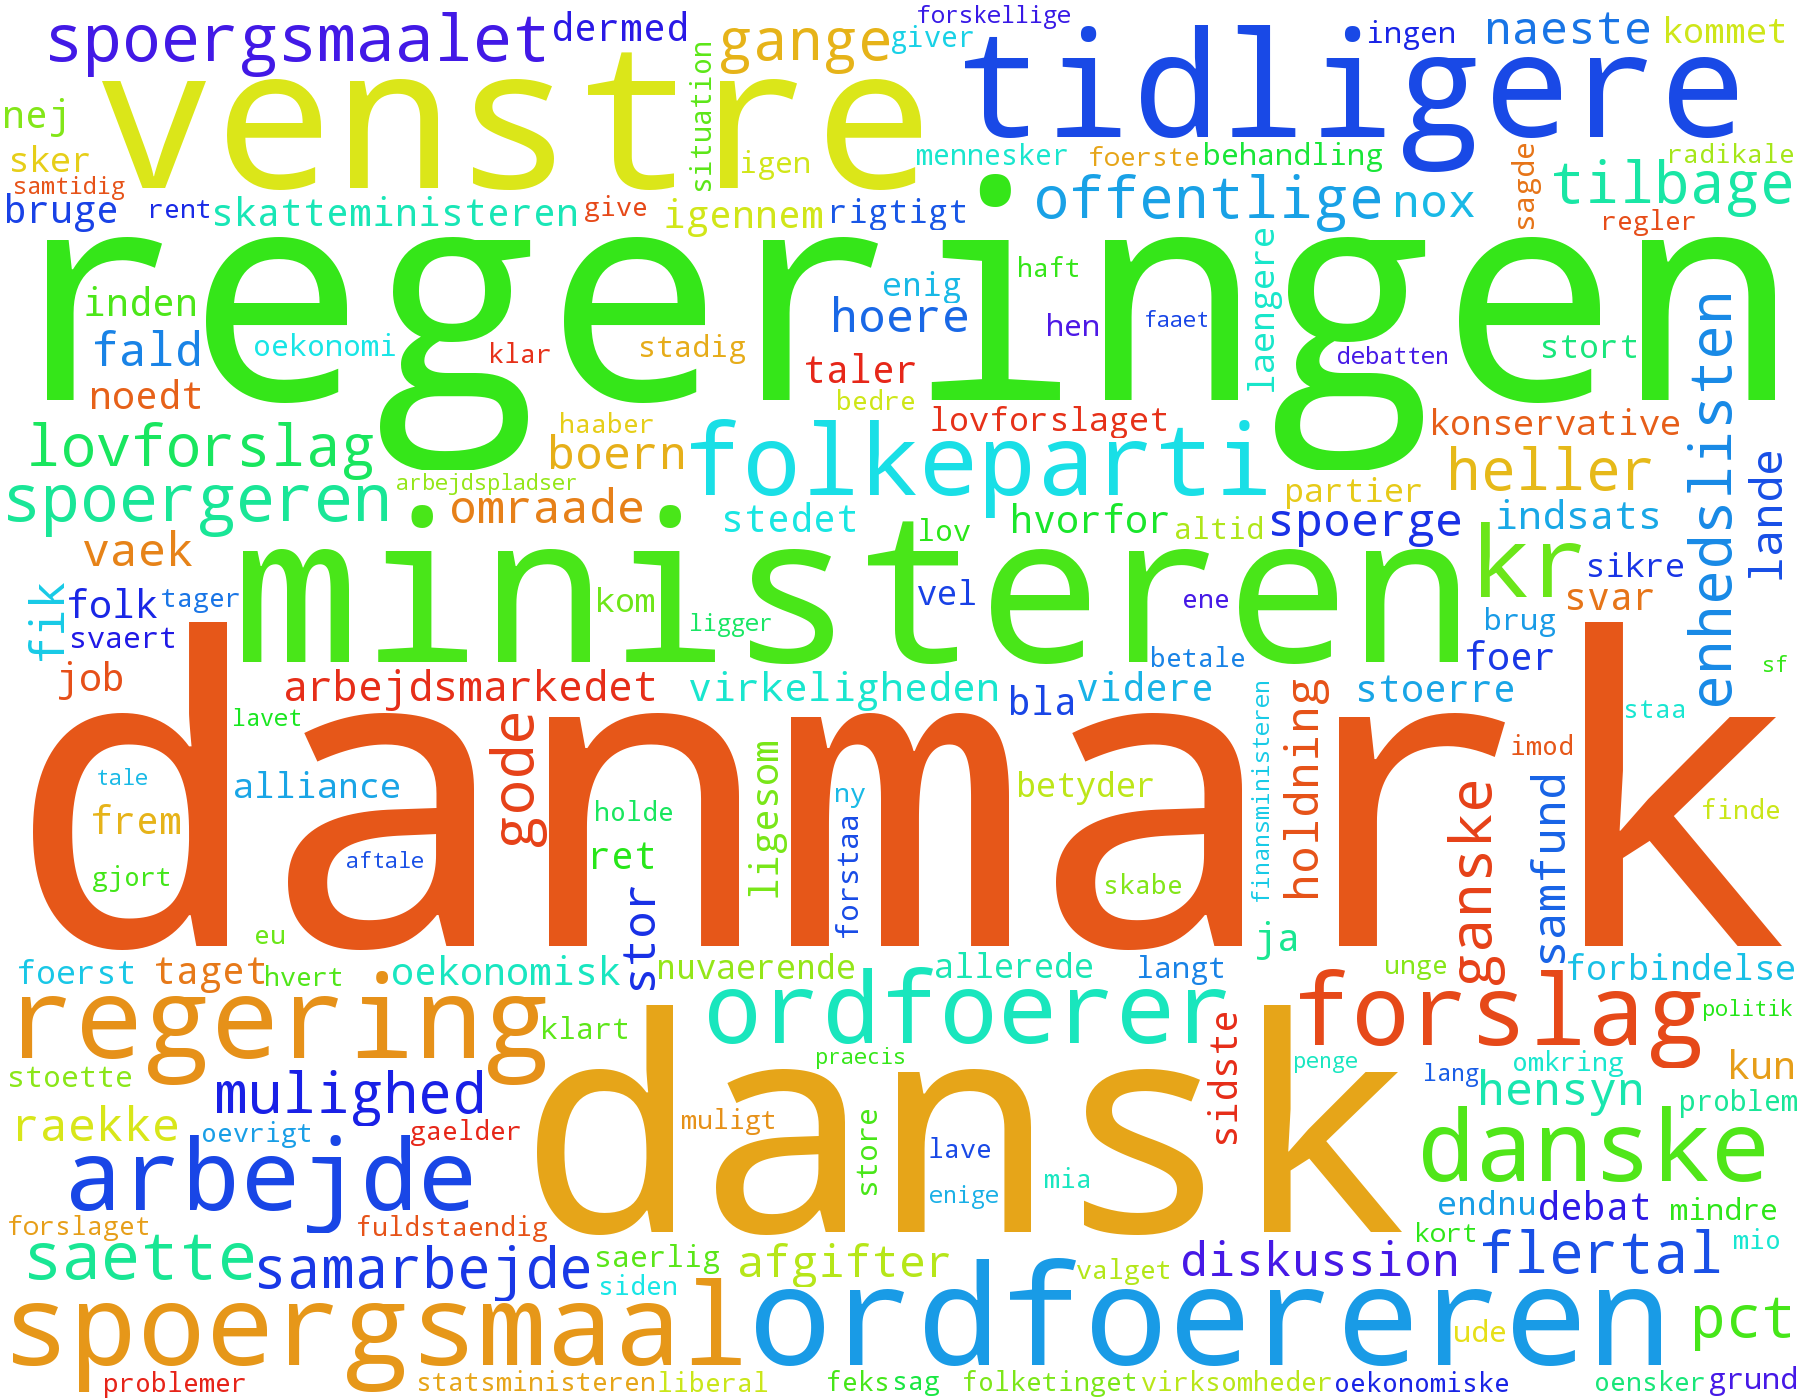 forskellige
spoergsmaalet
dermed
gange
giver
tidligere
ingen
naeste
kommet
venstre
situation
nej
sker
igen
mennesker
foerste
behandling
sagde
radikale
samtidig
bruge
rent
skatteministeren
give
igennem
rigtigt
offentlige
nox
tilbage
regler
regeringen
laengere
haft
inden
enig
hoere
hen
faaet
enhedslisten
fald
oekonomi
klar
stadig
debatten
stort
noedt
taler
bedre
lovforslaget
haaber
konservative
lovforslag
boern
folkeparti
heller
lande
spoergeren
arbejdspladser
omraade
partier
stedet
lov
hvorfor
altid
spoerge
indsats
vaek
ministeren
kr
sikre
fik
folk
tager
kom
vel
ene
svar
svaert
ligger
brug
foer
betale
sf
job
arbejdsmarkedet
virkeligheden
bla
videre
finansministeren
holdning
stoerre
lavet
staa
danmark
gode
imod
tale
alliance
ligesom
ny
betyder
ganske
samfund
frem
holde
forstaa
finde
aftale
ret
gjort
skabe
stor
eu
ja
foerst
taget
hvert
oekonomisk
nuvaerende
allerede
langt
unge
forbindelse
regering
ordfoerer
forslag
politik
klart
sidste
praecis
penge
omkring
kun
stoette
mulighed
dansk
lang
hensyn
problem
raekke
oevrigt
gaelder
muligt
store
lave
danske
arbejde
enige
mia
endnu
debat
mindre
forslaget
fuldstaendig
kort
saette
samarbejde
saerlig
afgifter
valget
diskussion
flertal
mio
siden
spoergsmaal
ordfoereren
ude
pct
problemer
statsministeren
liberal
feks
sag
folketinget
virksomheder
oekonomiske
oensker
grund